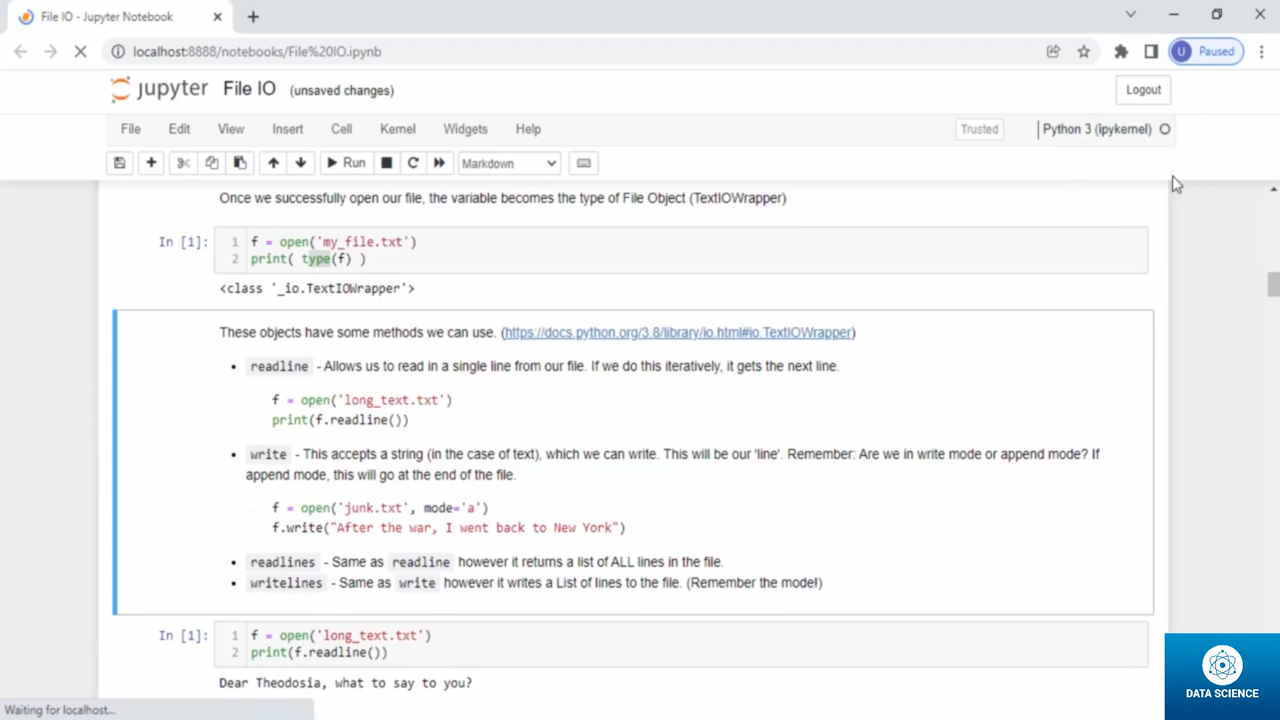 File IO - Jupyter Notebook
localhost:8888/notebooks/File%20IO.ipynb
U Paused
jupyter File IO (unsaved changes)
Logout
File Edit View Insert Cell Kernel Widgets Help
Trusted
Python 3 (ipykernel)
Run
Markdown
Once we successfully open our file, the variable becomes the type of File Object (TextIOWrapper)
In [1]:
1 f = open('my_file.txt')
2 print( type(f) )
<class '_io.TextIOWrapper'>
These objects have some methods we can use. (https://docs.python.org/3.8/library/io.html#io.TextIOWrapper)
• readline - Allows us to read in a single line from our file. If we do this iteratively, it gets the next line.
f = open('long_text.txt')
print(f.readline())
• write - This accepts a string (in the case of text), which we can write. This will be our 'line'. Remember: Are we in write mode or append mode? If
append mode, this will go at the end of the file.
f = open('junk.txt', mode='a')
f.write("After the war, I went back to New York")
• readlines - Same as readline however it returns a list of ALL lines in the file.
• writelines - Same as write however it writes a List of lines to the file. (Remember the mode!)
In [1]:
1 f = open('long_text.txt')
2 print(f.readline())
Dear Theodosia, what to say to you?
Waiting for localhost...
DATA SCIENCE